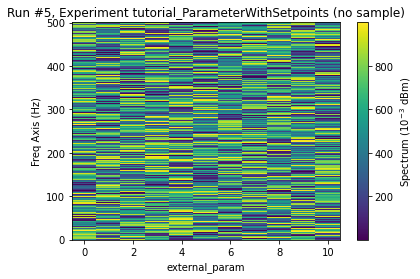 Run #5, Experiment tutorial_ParameterWithSetpoints (no sample)
500
400
300
200
100
0
Freq Axis (Hz)
0 2 4 6 8 10
external_param
800
600
400
200
Spectrum (10⁻³ dBm)